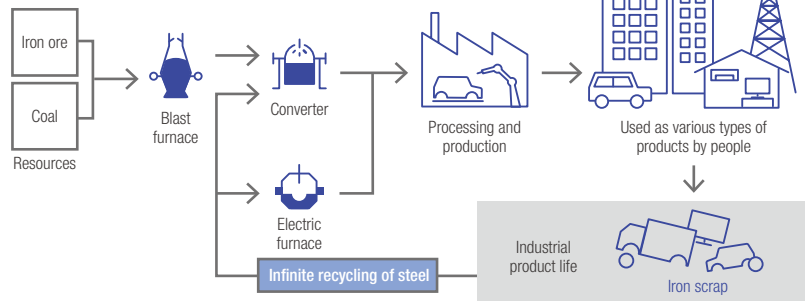 Iron ore
Coal
Resources
Blast
furnace
Converter
Electric
furnace
Processing and
production
Used as various types of
products by people
Industrial
product life
Iron scrap
Infinite recycling of steel